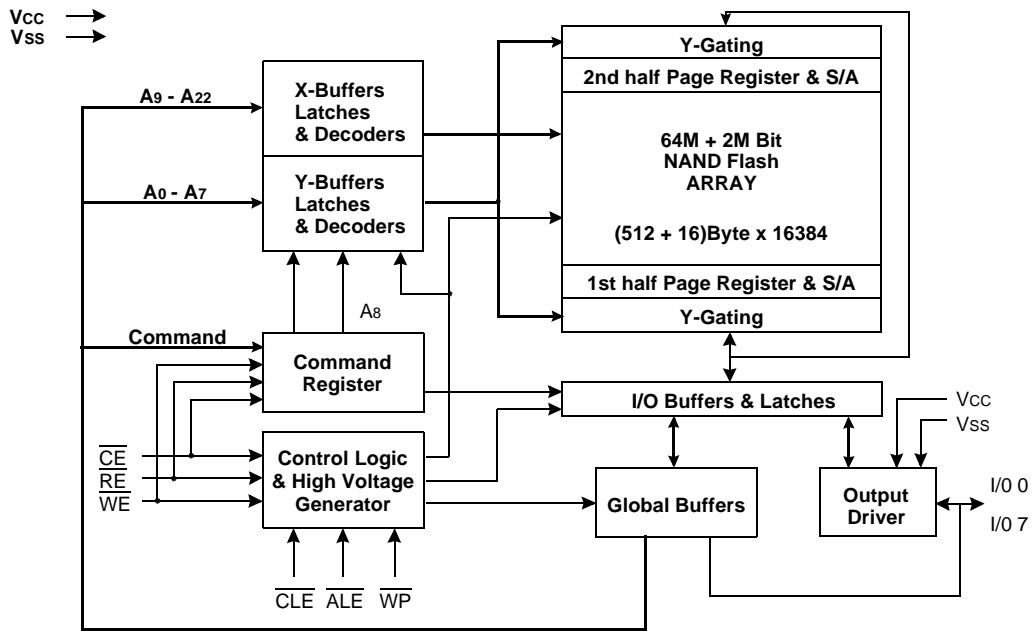 VCC
VSS
A9 - A22
X-Buffers
Latches
& Decoders
A0 - A7
Y-Buffers
Latches
& Decoders
Y-Gating
2nd half Page Register & S/A
64M + 2M Bit
NAND Flash
ARRAY
(512 + 16)Byte x 16384
1st half Page Register & S/A
Y-Gating
A8
Command
Command
Register
I/O Buffers & Latches
VCC
VSS
CE
RE
WE
Control Logic
& High Voltage
Generator
Global Buffers
Output
Driver
I/0 0
I/0 7
CLE
ALE
WP